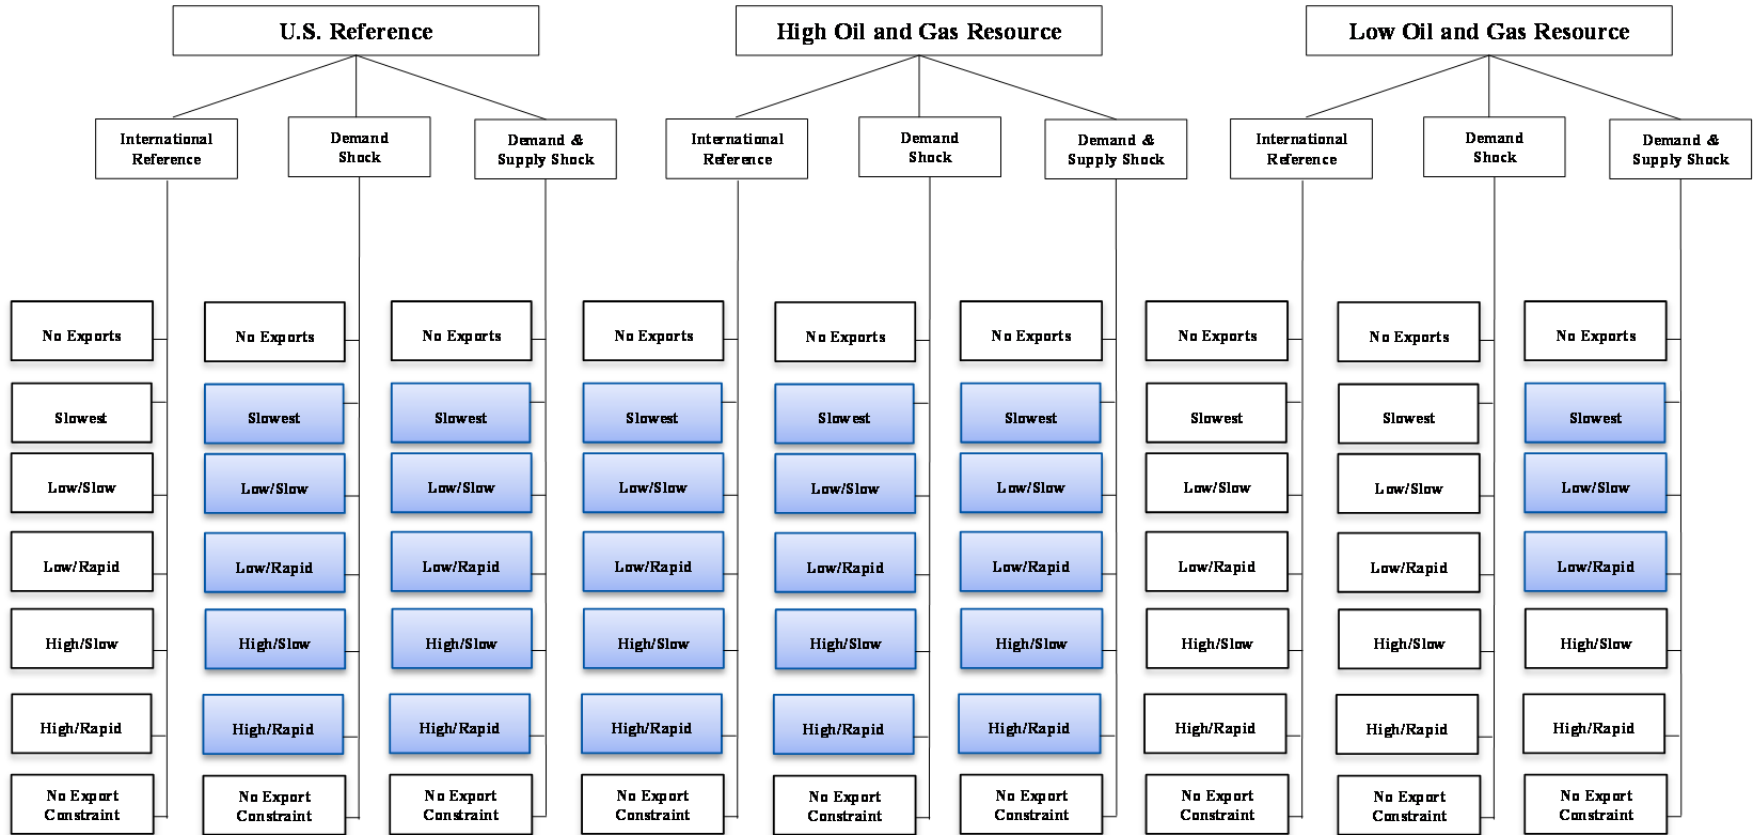 U.S. Reference
High Oil and Gas Resource
Low Oil and Gas Resource
International
Reference
Demand
Shock
Demand &
Supply Shock
International
Reference
Demand
Shock
Demand &
Supply Shock
International
Reference
Demand
Shock
Demand &
Supply Shock
No Exports
No Exports
No Exports
No Exports
No Exports
No Exports
No Exports
No Exports
No Exports
Slowest
Slowest
Slowest
Slowest
Slowest
Slowest
Slowest
Slowest
Slowest
Low/Slow
Low/Slow
Low/Slow
Low/Slow
Low/Slow
Low/Slow
Low/Slow
Low/Slow
Low/Slow
Low/Rapid
Low/Rapid
Low/Rapid
Low/Rapid
Low/Rapid
Low/Rapid
Low/Rapid
Low/Rapid
Low/Rapid
High/Slow
High/Slow
High/Slow
High/Slow
High/Slow
High/Slow
High/Slow
High/Slow
High/Slow
High/Rapid
High/Rapid
High/Rapid
High/Rapid
High/Rapid
High/Rapid
High/Rapid
High/Rapid
High/Rapid
No Export
Constraint
No Export
Constraint
No Export
Constraint
No Export
Constraint
No Export
Constraint
No Export
Constraint
No Export
Constraint
No Export
Constraint
No Export
Constraint